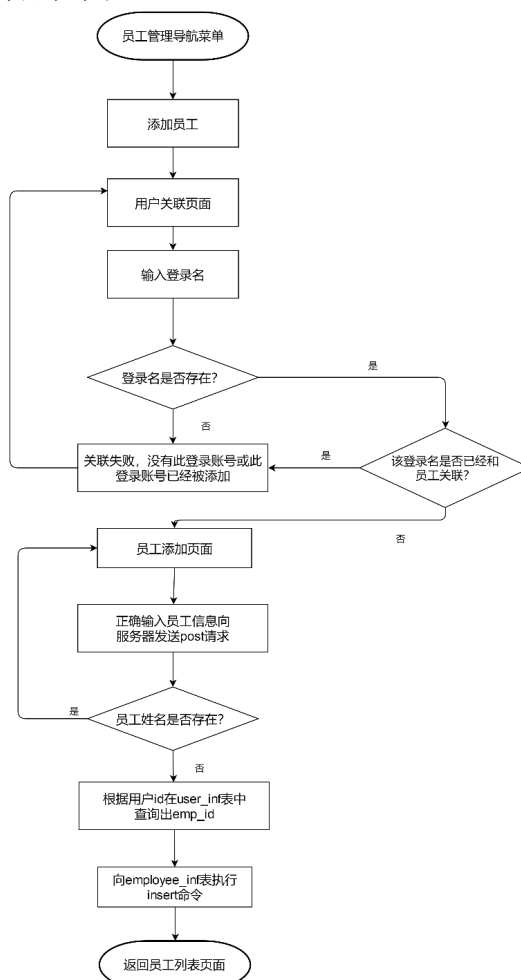 员工管理导航菜单
添加员工
用户关联页面
输入登录名
登录名是否存在？
是
否
关联失败，没有此登录账号或此
登录账号已经被添加
是
该登录名是否已经和
员工关联？
否
员工添加页面
正确输入员工信息向
服务器发送post请求
员工姓名是否存在？
是
否
根据用户id在user_inf表中
查询出emp_id
向employee_inf表执行
insert命令
返回员工列表页面